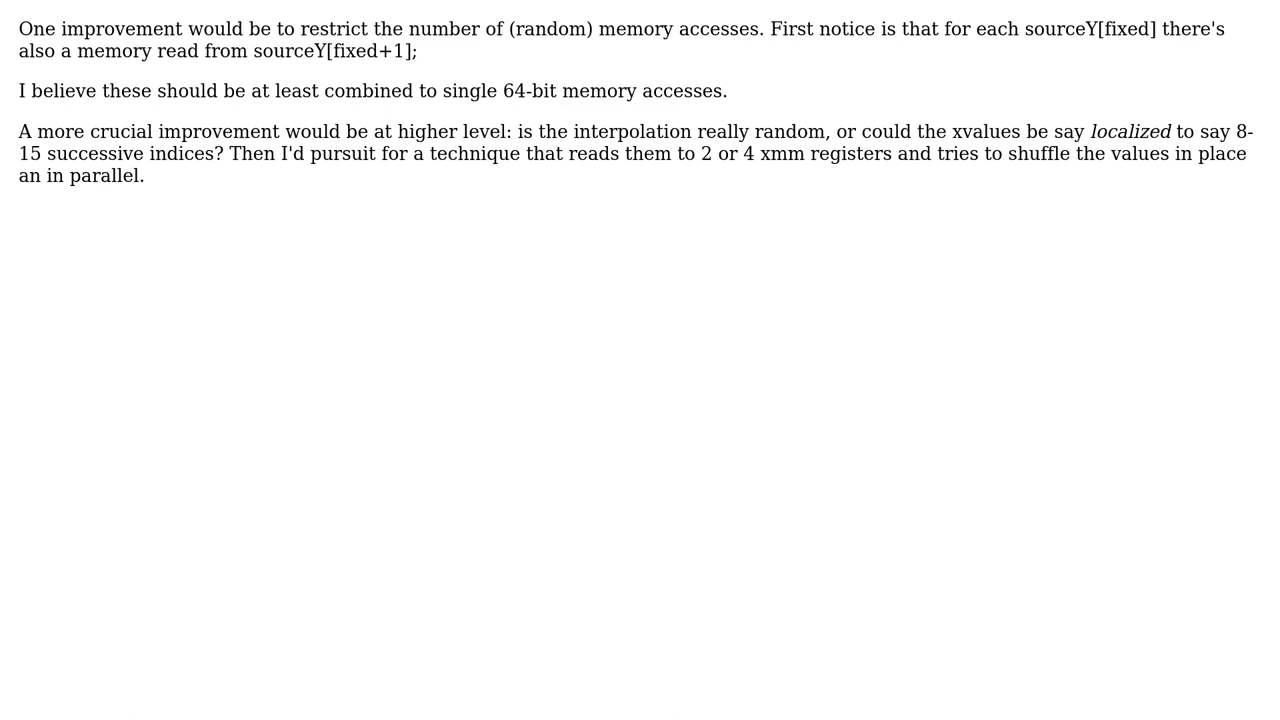 One improvement would be to restrict the number of (random) memory accesses. First notice is that for each sourceY[fixed] there's
also a memory read from sourceY[fixed+1];
I believe these should be at least combined to single 64-bit memory accesses.
A more crucial improvement would be at higher level: is the interpolation really random, or could the xvalues be say localized to say 8-
15 successive indices? Then I'd pursuit for a technique that reads them to 2 or 4 xmm registers and tries to shuffle the values in place
an in parallel.